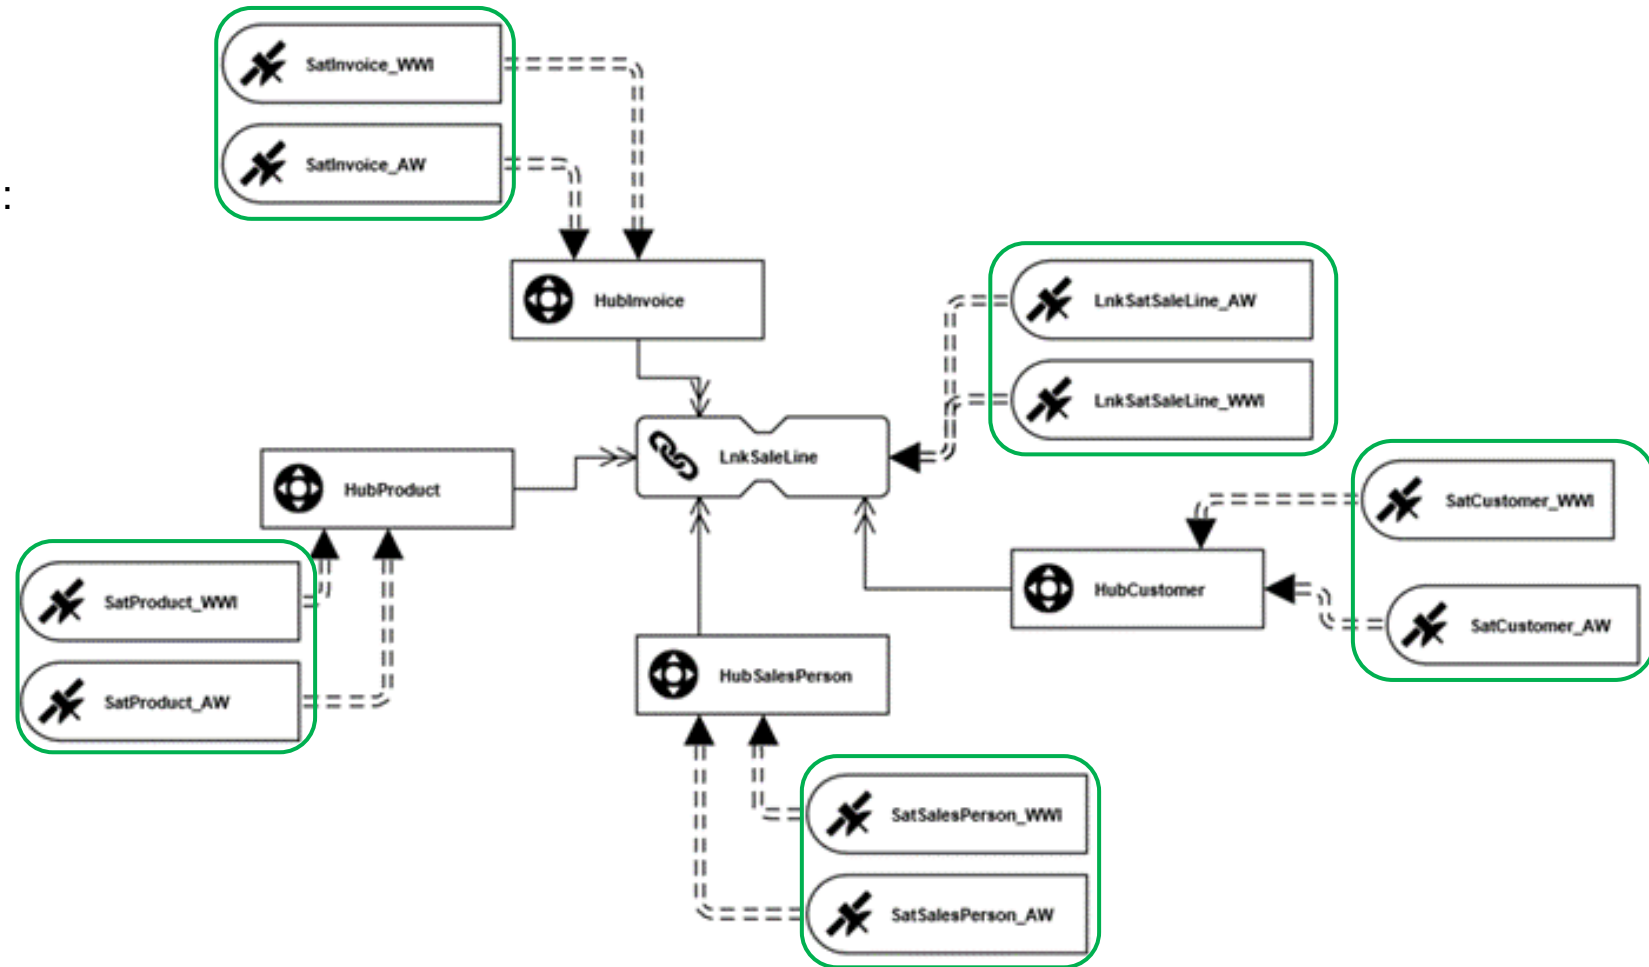 SatInvoice_WWI
SatInvoice_AW
:
HubInvoice
LnkSatSaleLine_AW
LnkSatSaleLine_WWI
LnkSaleLine
HubProduct
SatCustomer_WWI
HubCustomer
SatProduct_WWI
SatCustomer_AW
HubSalesPerson
SatProduct_AW
SatSalesPerson_WWI
SatSalesPerson_AW